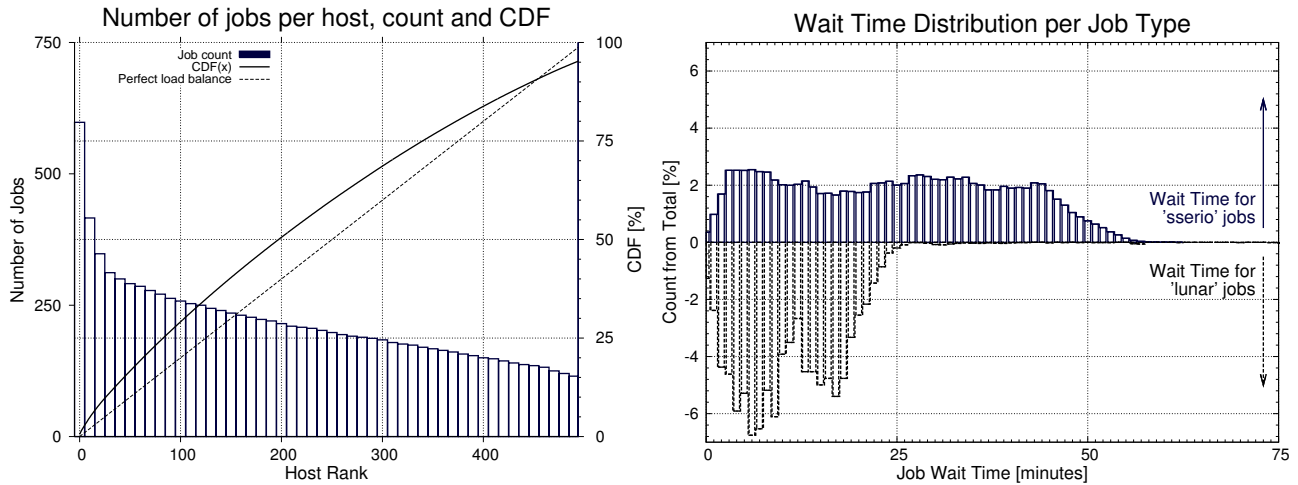 Number of jobs per host, count and CDF
750
500
250
0
Number of Jobs
Job count
CDF(x)
Perfect load balance
100
75
50
25
0
CDF [%]
0 100 200 300 400
Host Rank
Wait Time Distribution per Job Type
6
4
2
0
-2
-4
-6
Count from Total [%]
Wait Time for
'sserio' jobs
Wait Time for
'lunar' jobs
0 25 50 75
Job Wait Time [minutes]